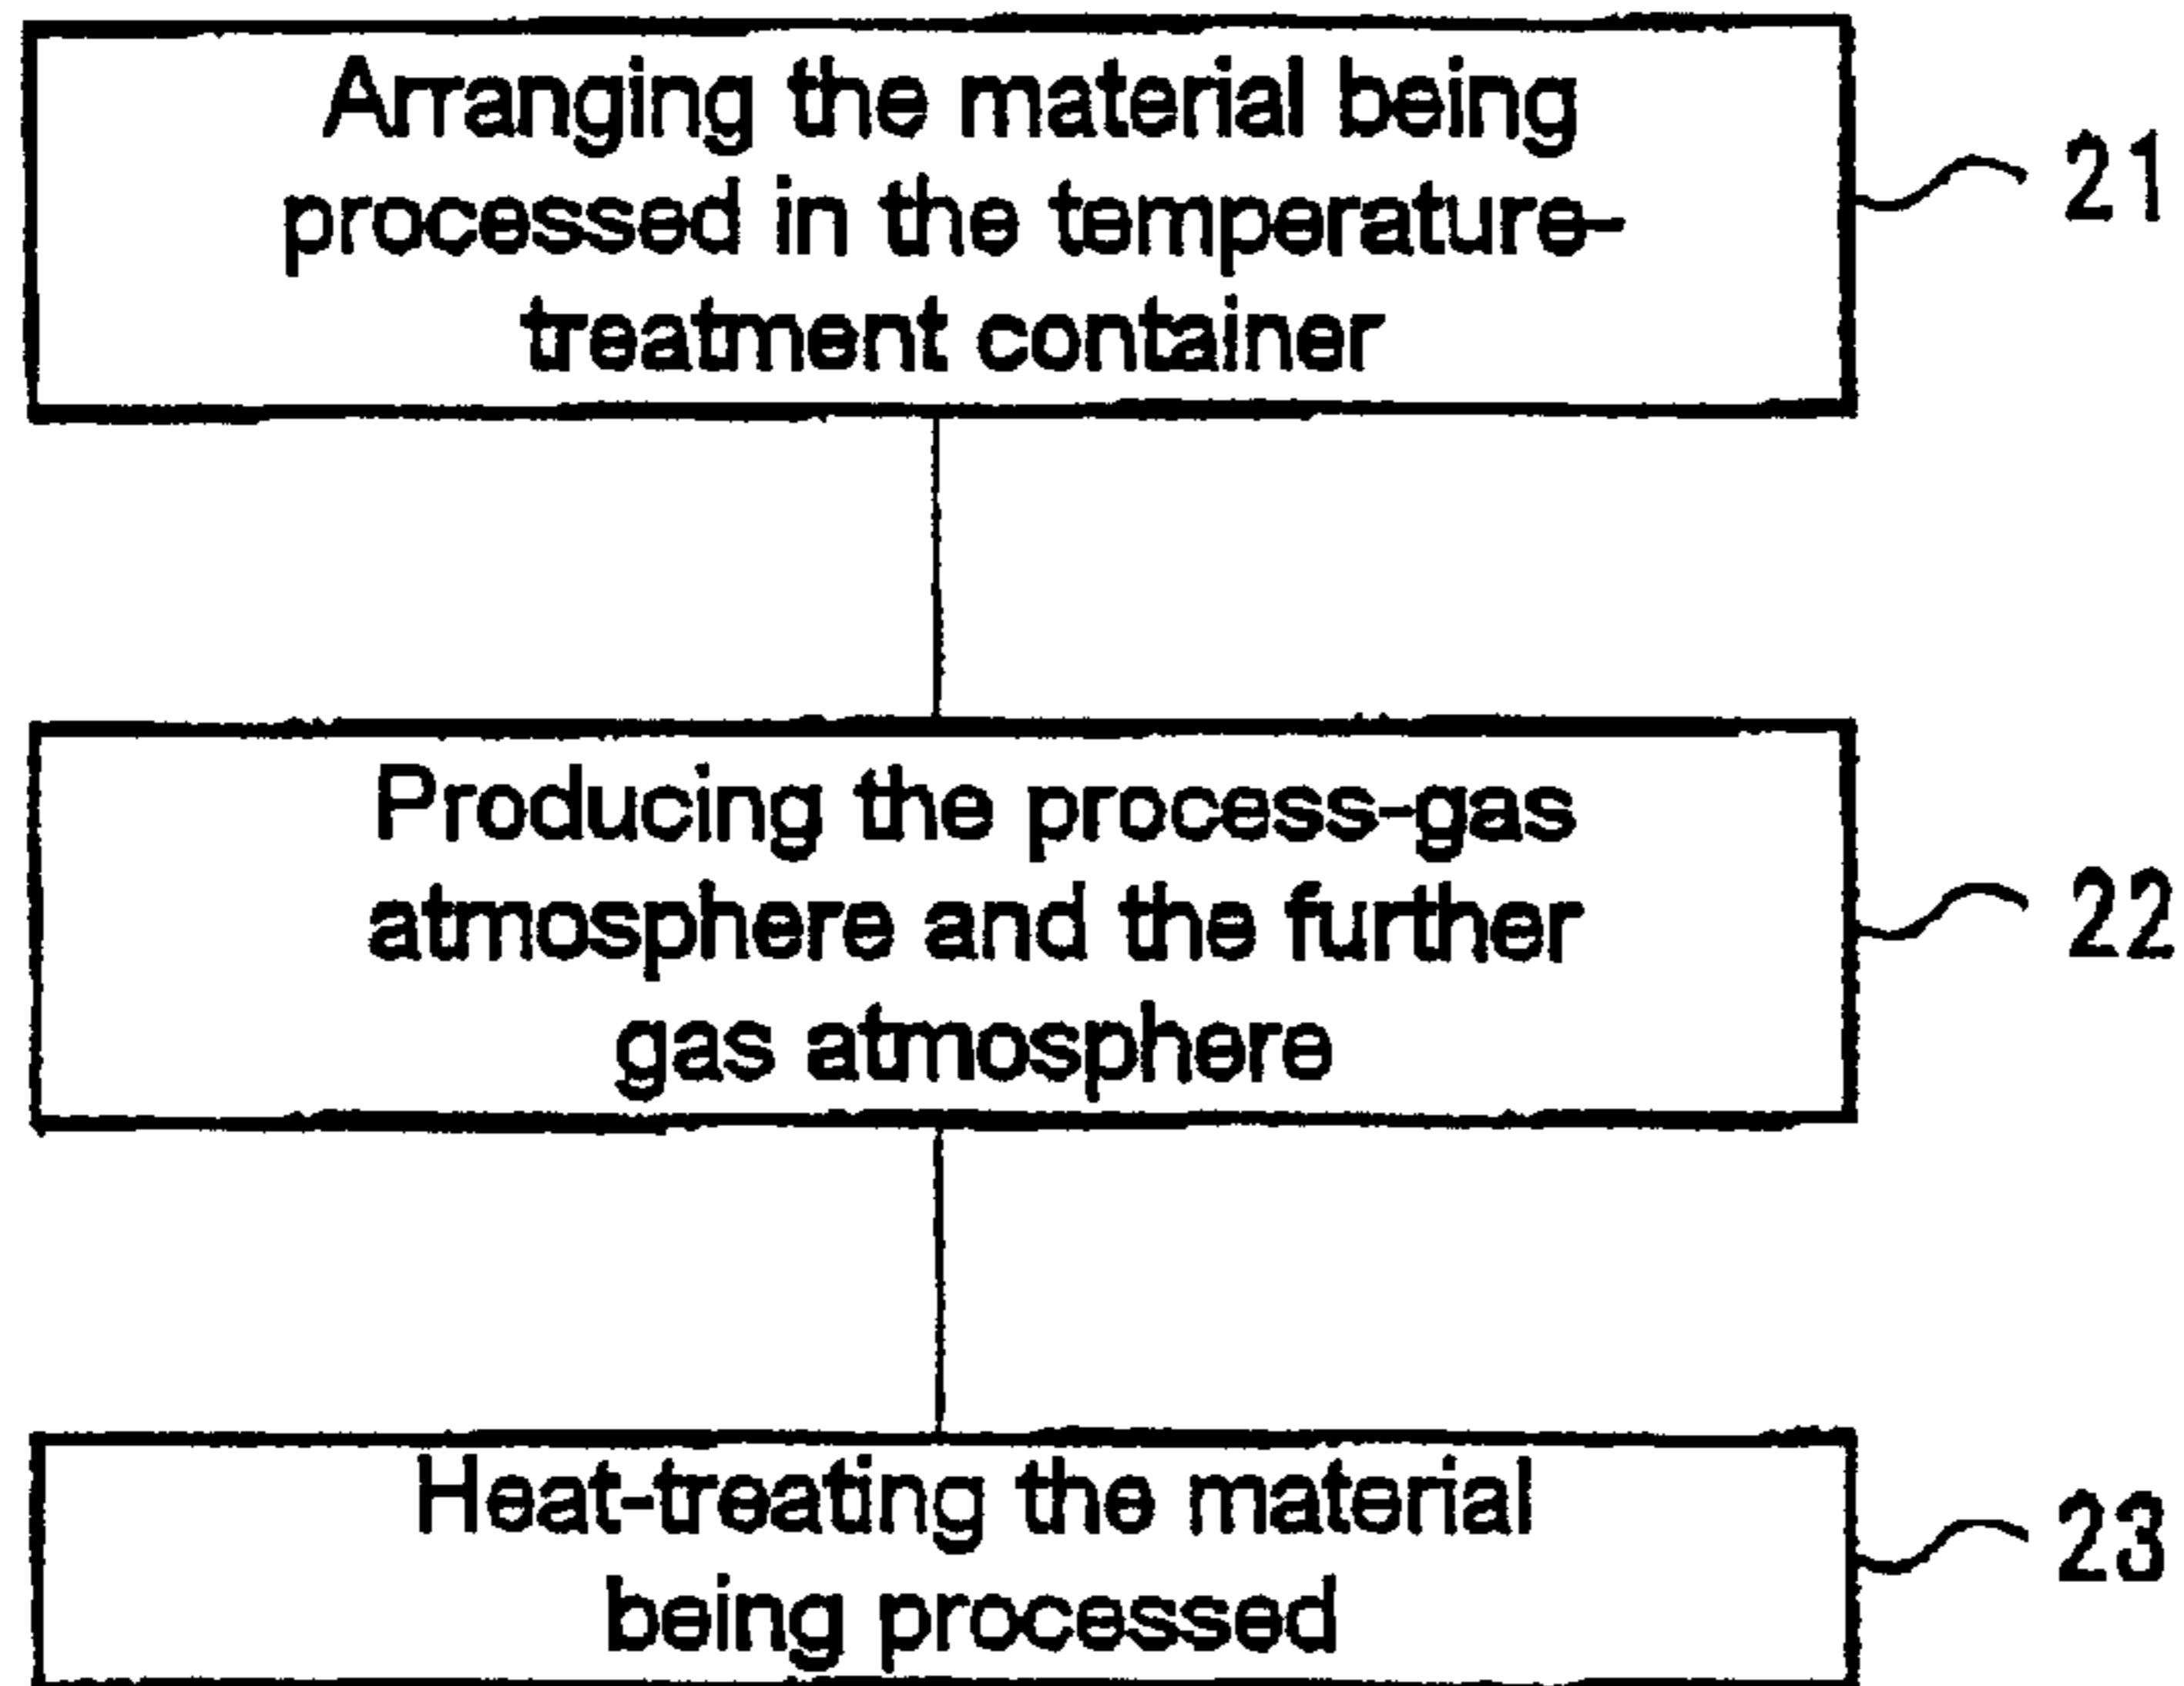 Arranging the material being
processed in the temperature-
treatment container
21
Producing the process-gas
atmosphere and the further
gas atmosphere
22
Heat-treating the material
being processed
23